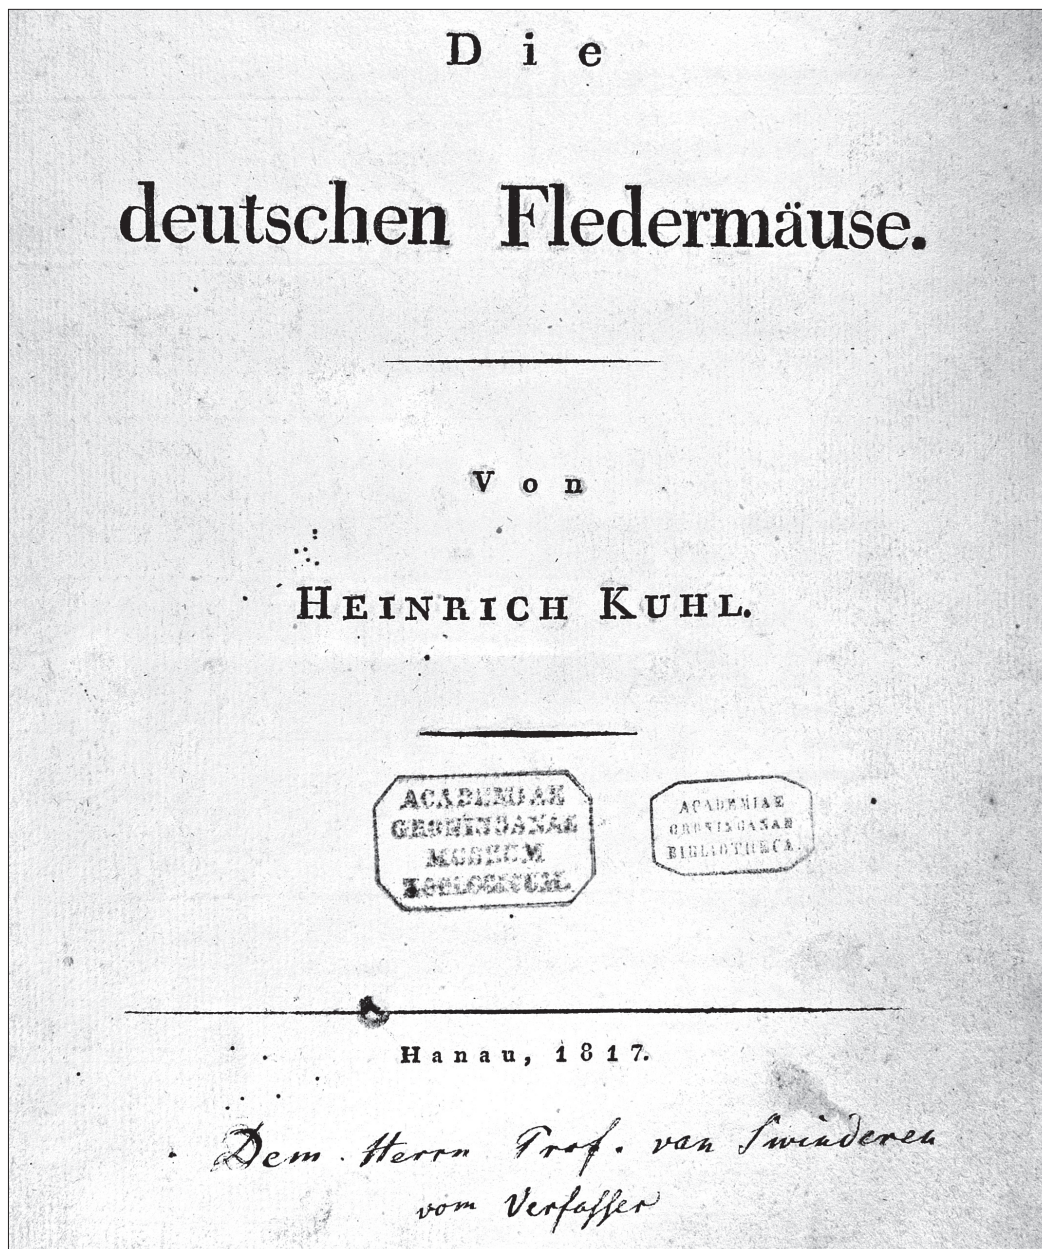 Die
deutschen Fledermäuse.
Von
HEINRICH KUHL.
ACADEMIAE
GRONINGANAE
MUSEUM
ZOOLOGICUM.
ACADEMIAE
GRONINGANAE
BIBLIOTHECA.
Hanau, 1817.
Dem Herrn Prof. van Swinderen
vom Verfasser